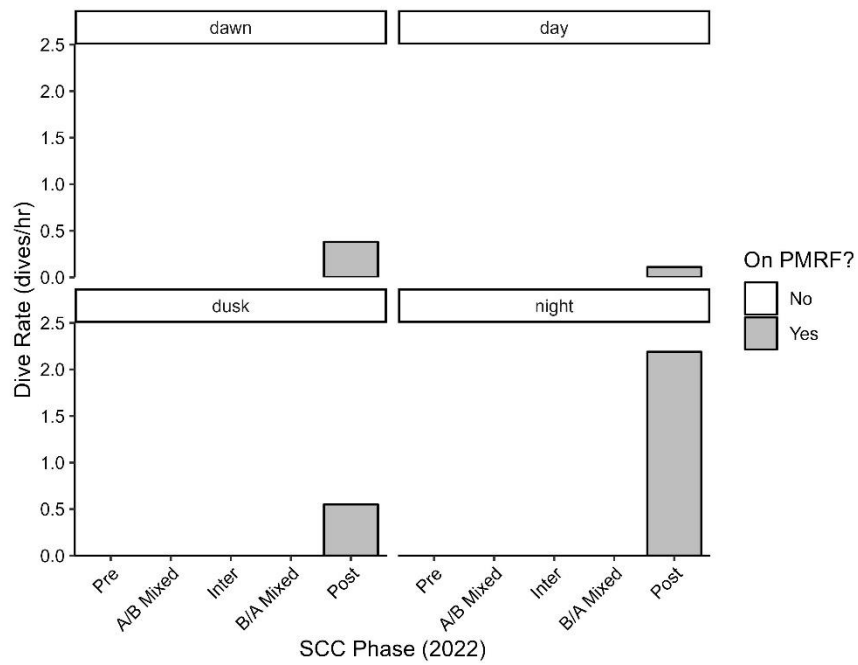 dawn
day
2.5
2.0
1.5
1.0
0.5
0.0
dusk
night
2.5
2.0
1.5
1.0
0.5
0.0
Dive Rate (dives/hr)
Pre
A/B Mixed
Inter
B/A Mixed
Post
Pre
A/B Mixed
Inter
B/A Mixed
Post
SCC Phase (2022)
On PMRF?
No
Yes